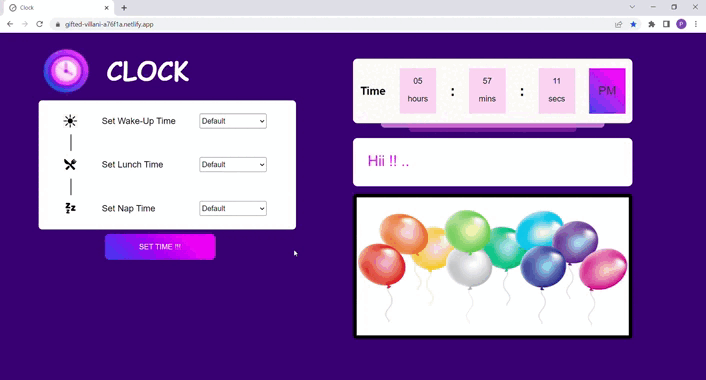 Clock
gifted-villani-a76f1a.netlify.app
P
CLOCK
Set Wake-Up Time
Default
Set Lunch Time
Default
Set Nap Time
Default
SET TIME !!!
Time
05
hours
:
57
mins
:
11
secs
PM
Hii !! ..